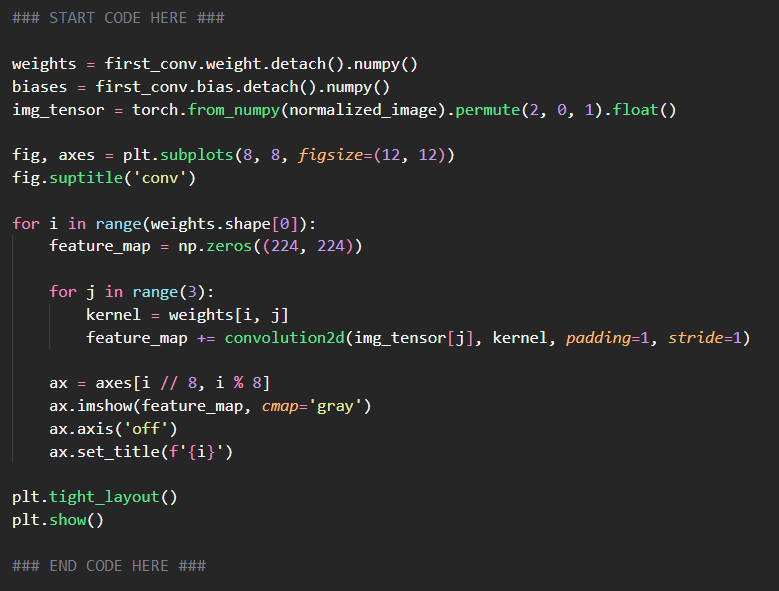 ### START CODE HERE ###
weights = first_conv.weight.detach().numpy()
biases = first_conv.bias.detach().numpy()
img_tensor = torch.from_numpy(normalized_image).permute(2, 0, 1).float()
fig, axes = plt.subplots(8, 8, figsize=(12, 12))
fig.suptitle('conv')
for i in range(weights.shape[0]):
    feature_map = np.zeros((224, 224))
    for j in range(3):
        kernel = weights[i, j]
        feature_map += convolution2d(img_tensor[j], kernel, padding=1, stride=1)
    ax = axes[i // 8, i % 8]
    ax.imshow(feature_map, cmap='gray')
    ax.axis('off')
    ax.set_title(f'{i}')
plt.tight_layout()
plt.show()
### END CODE HERE ###